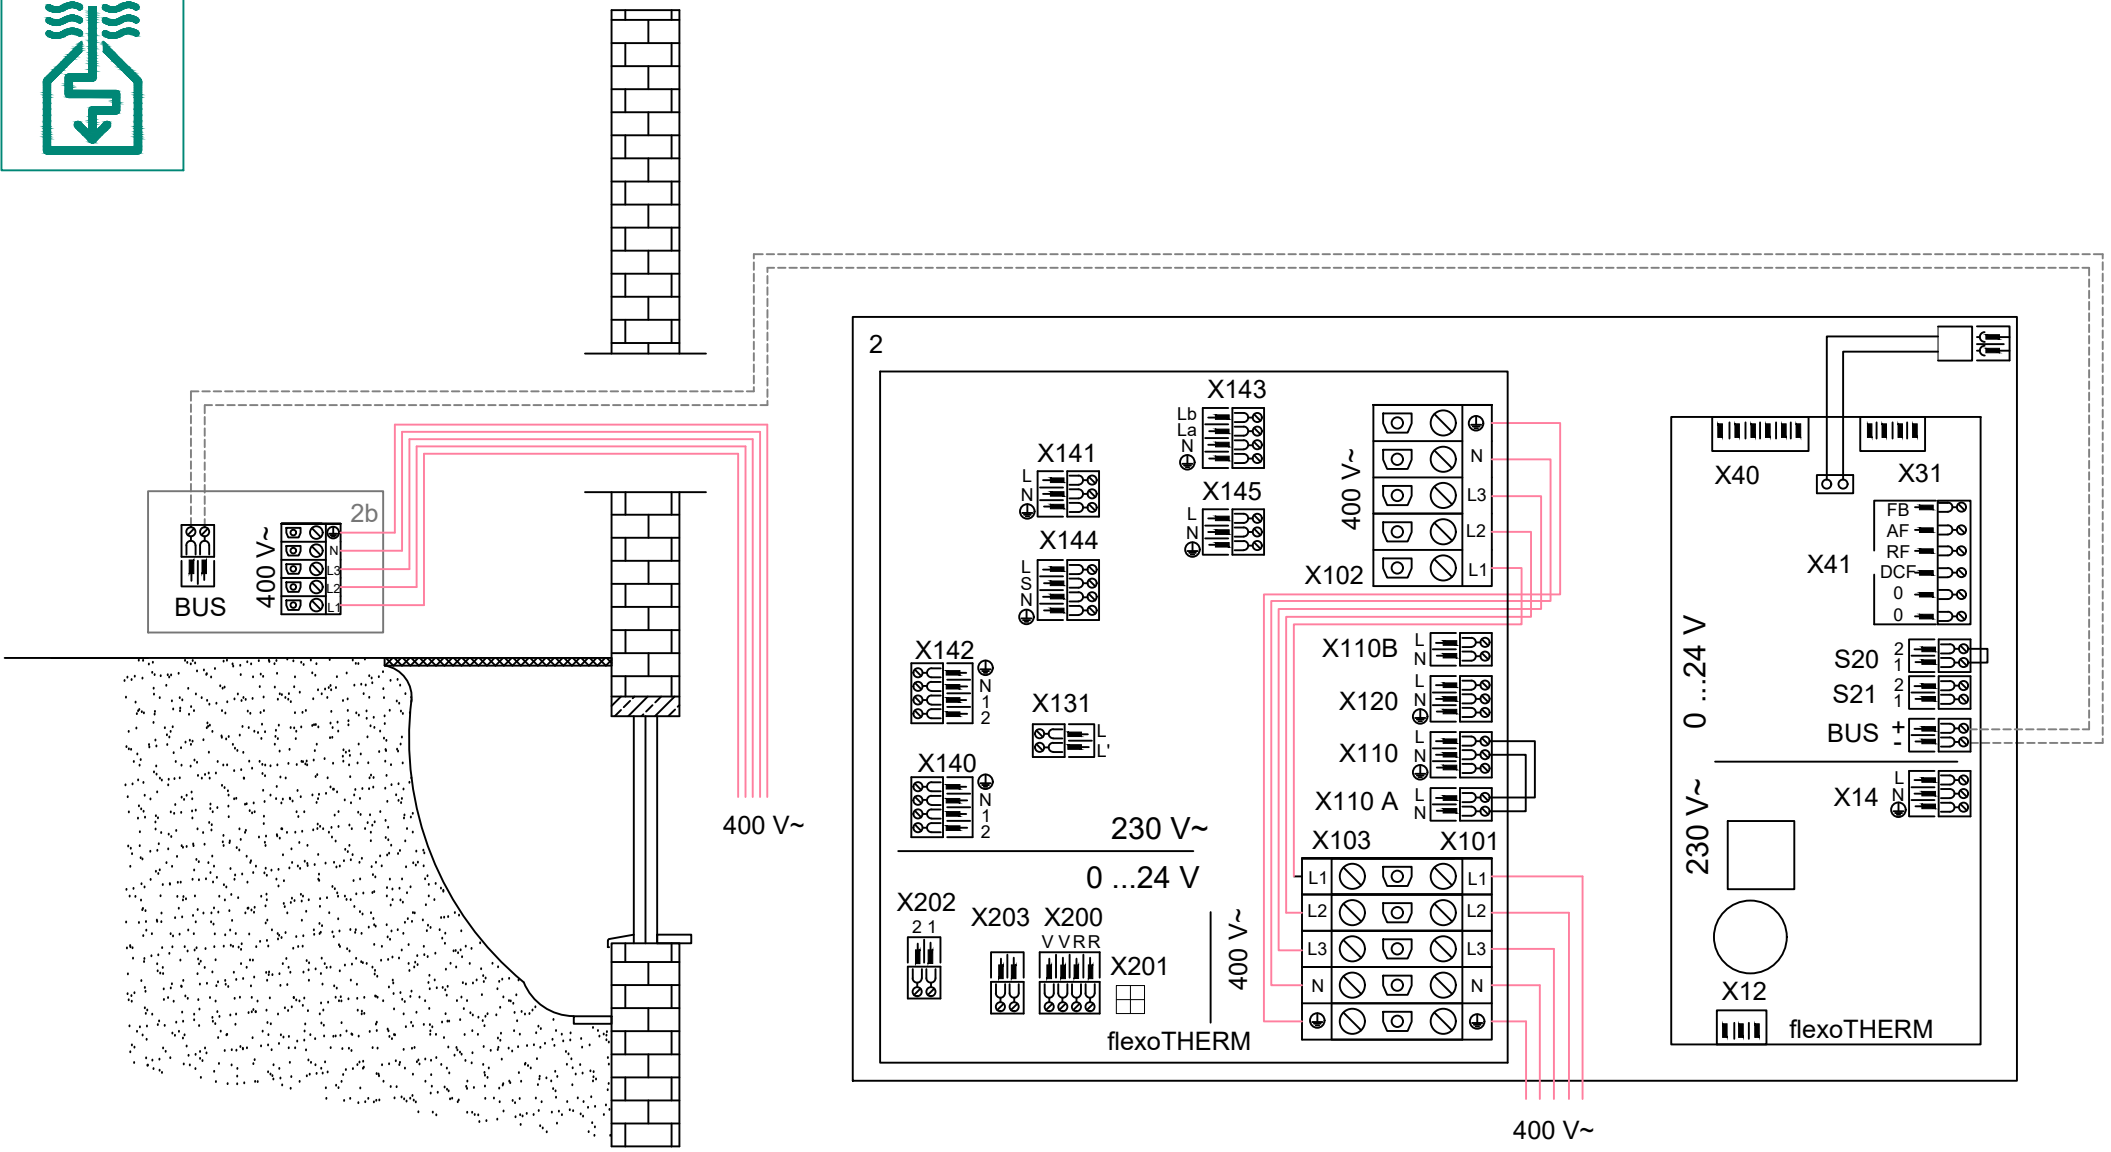 2b
BUS
400 V~
N
L3
L2
L1
400 V~
2
X143
Lb
La
N
X141
L
N
X145
L
N
X144
L
S
N
X142
N
1
2
X131
L
L'
X140
N
1
2
230 V~
0 ...24 V
X202
2 1
X203
X200
V V R R
X201
400 V~
flexoTHERM
400 V~
N
L3
L2
L1
X102
X110B
L
N
X120
L
N
X110
L
N
X110 A
L
N
X103
X101
L1
L1
L2
L2
L3
L3
N
N
400 V~
X40
X31
X41
FB
AF
RF
DCF
0
0
0 ...24 V
S20
2
1
S21
2
1
BUS
+
-
230 V~
X14
L
N
X12
flexoTHERM